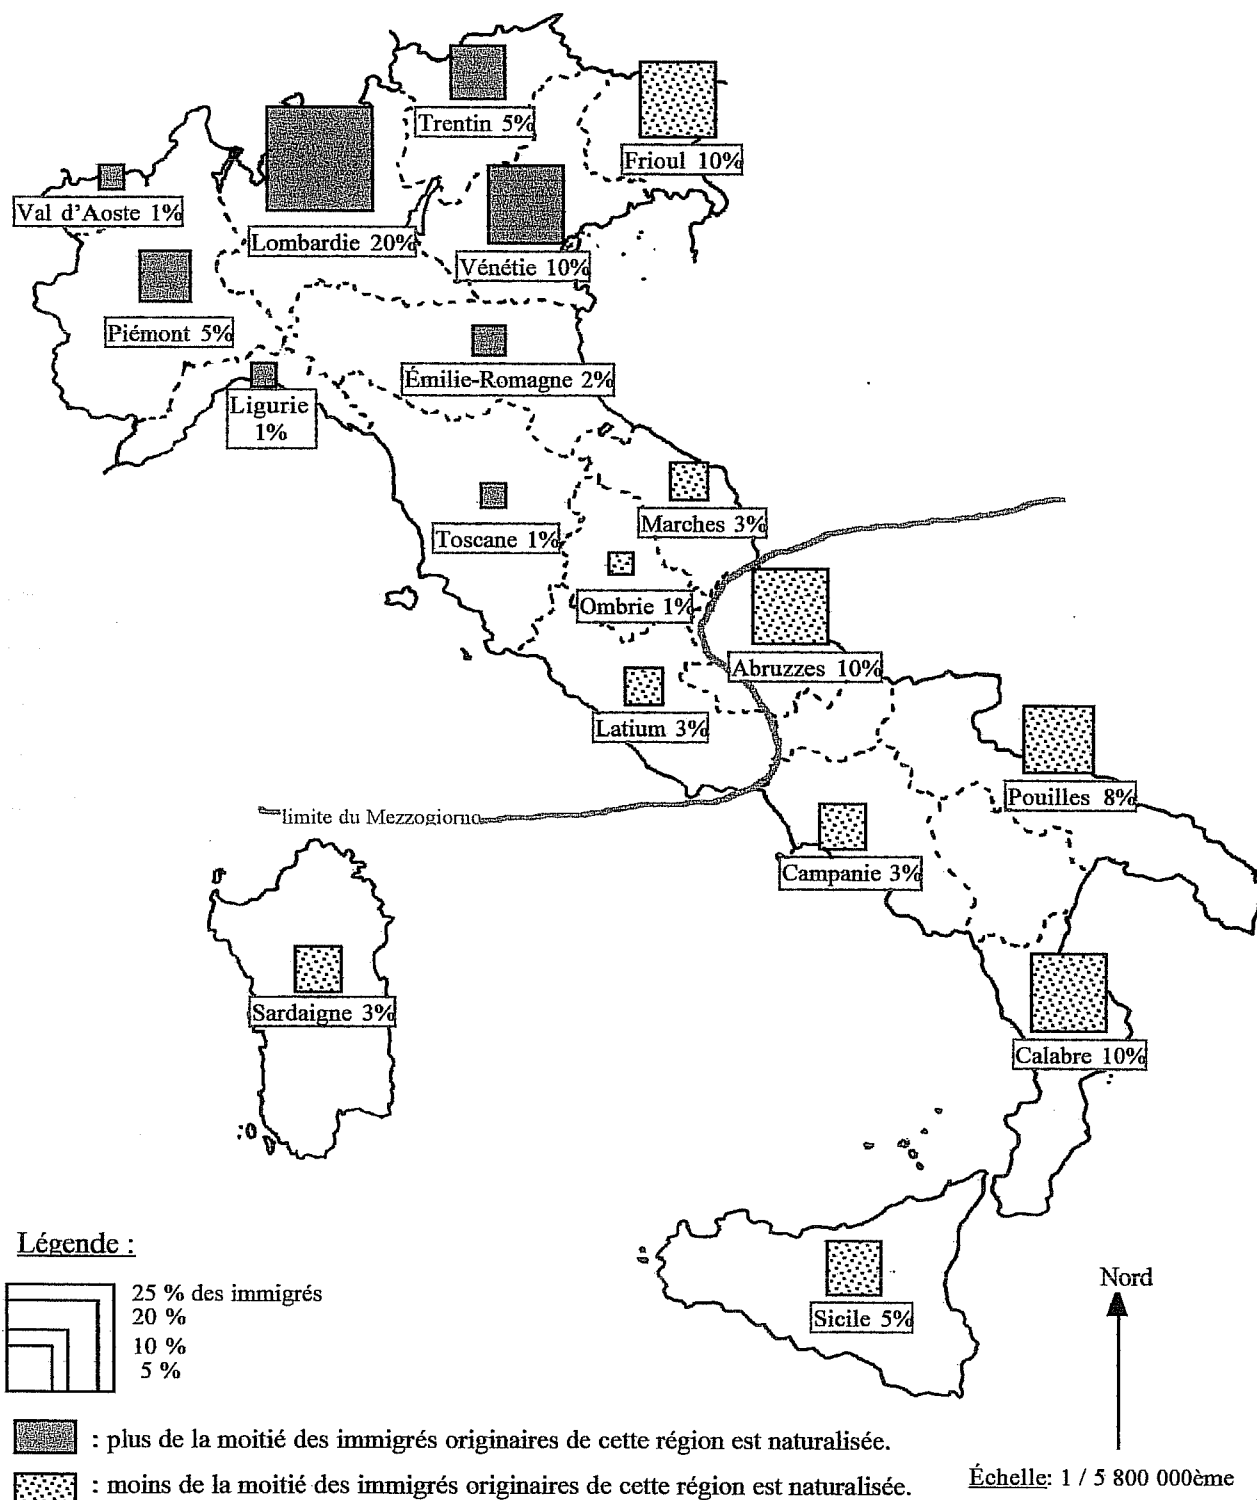 Trentin 5%
Frioul 10%
Val d'Aoste 1%
Lombardie 20%
Vénétie 10%
Piémont 5%
Émilie-Romagne 2%
Ligurie
1%
Marches 3%
Toscane 1%
Ombrie 1%
Abruzzes 10%
Latium 3%
Pouilles 8%
limite du Mezzogiorno
Campanie 3%
Sardaigne 3%
Calabre 10%
Sicile 5%
Légende :
25 % des immigrés
20 %
10 %
5 %
Nord
: plus de la moitié des immigrés originaires de cette région est naturalisée.
: moins de la moitié des immigrés originaires de cette région est naturalisée.
Échelle: 1 / 5 800 000ème